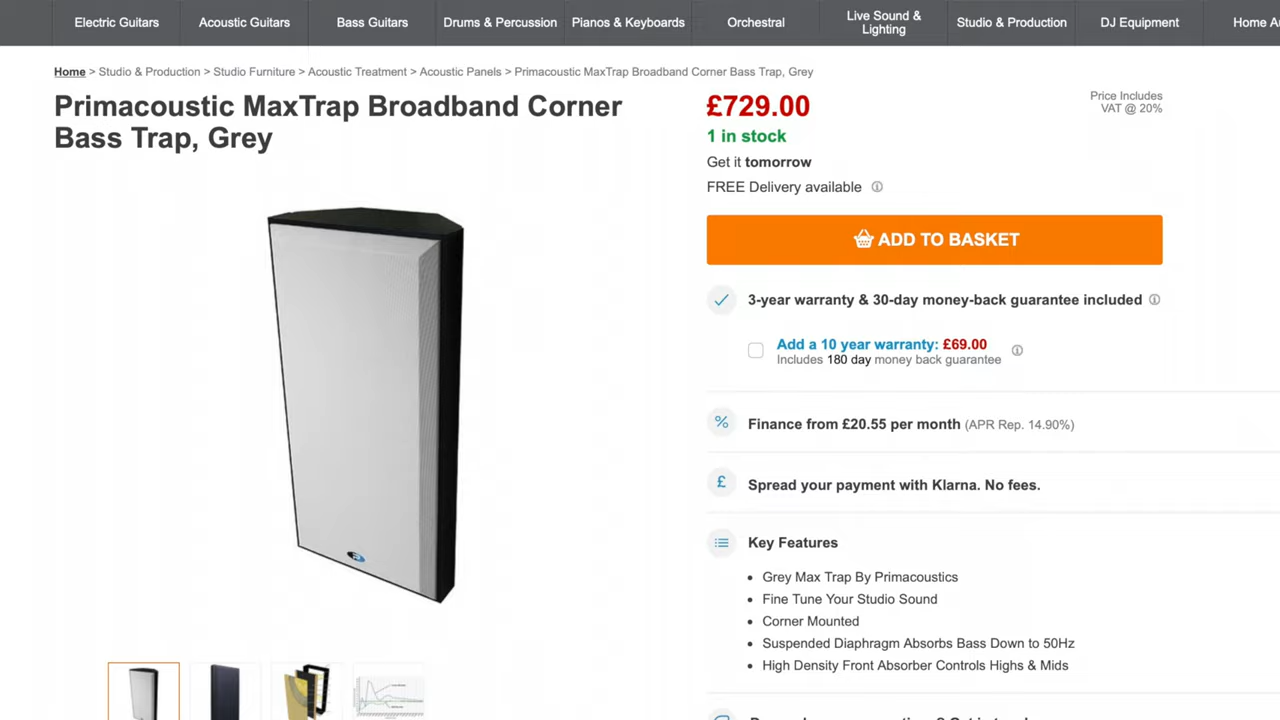 Electric Guitars
Acoustic Guitars
Bass Guitars
Drums & Percussion
Pianos & Keyboards
Orchestral
Live Sound &
Lighting
Studio & Production
DJ Equipment
Home
Home > Studio & Production > Studio Furniture > Acoustic Treatment > Acoustic Panels > Primacoustic MaxTrap Broadband Corner Bass Trap, Grey
Primacoustic MaxTrap Broadband Corner
Bass Trap, Grey
£729.00
Price Includes
VAT @ 20%
1 in stock
Get it tomorrow
FREE Delivery available
ADD TO BASKET
3-year warranty & 30-day money-back guarantee included
Add a 10 year warranty: £69.00
Includes 180 day money back guarantee
% Finance from £20.55 per month (APR Rep. 14.90%)
£ Spread your payment with Klarna. No fees.
Key Features
Grey Max Trap By Primacoustics
Fine Tune Your Studio Sound
Corner Mounted
Suspended Diaphragm Absorbs Bass Down to 50Hz
High Density Front Absorber Controls Highs & Mids